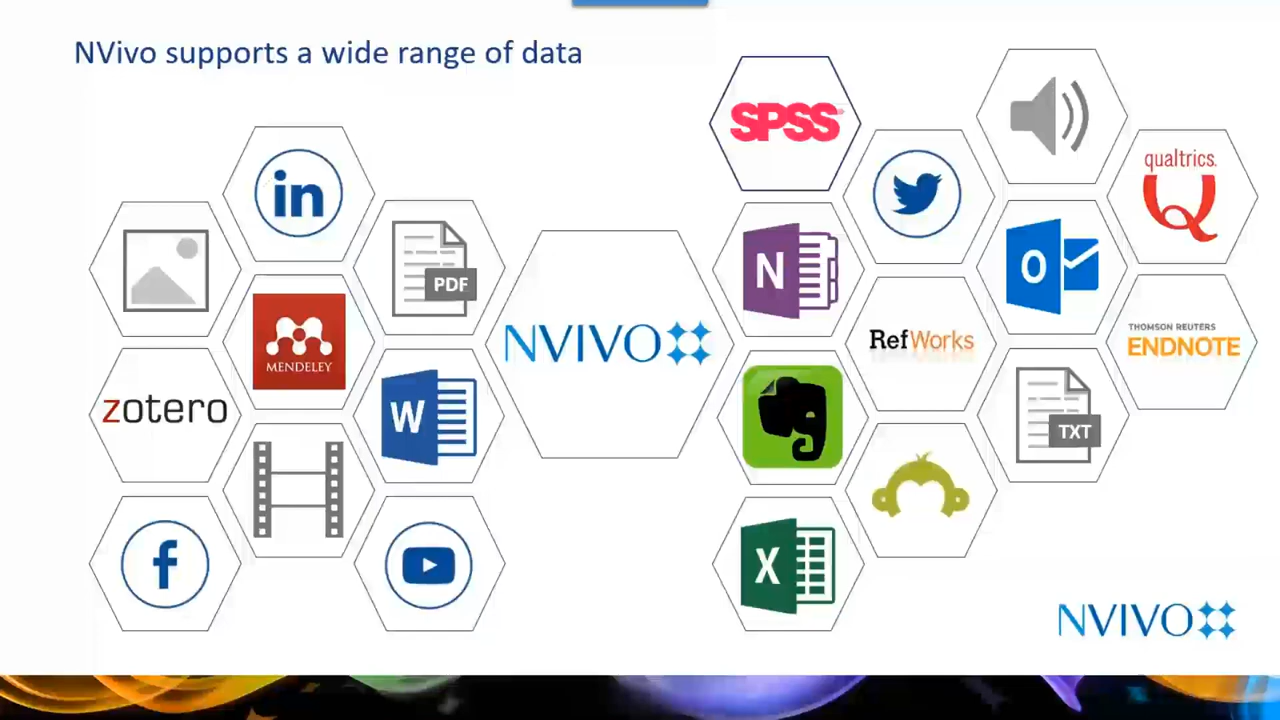 NVivo supports a wide range of data
in
PDF
MENDELEY
zotero
W
f
NVIVO
SPSS
qualtrics.
Q
N
O
RefWorks
THOMSON REUTERS
ENDNOTE
TXT
X
NVIVO